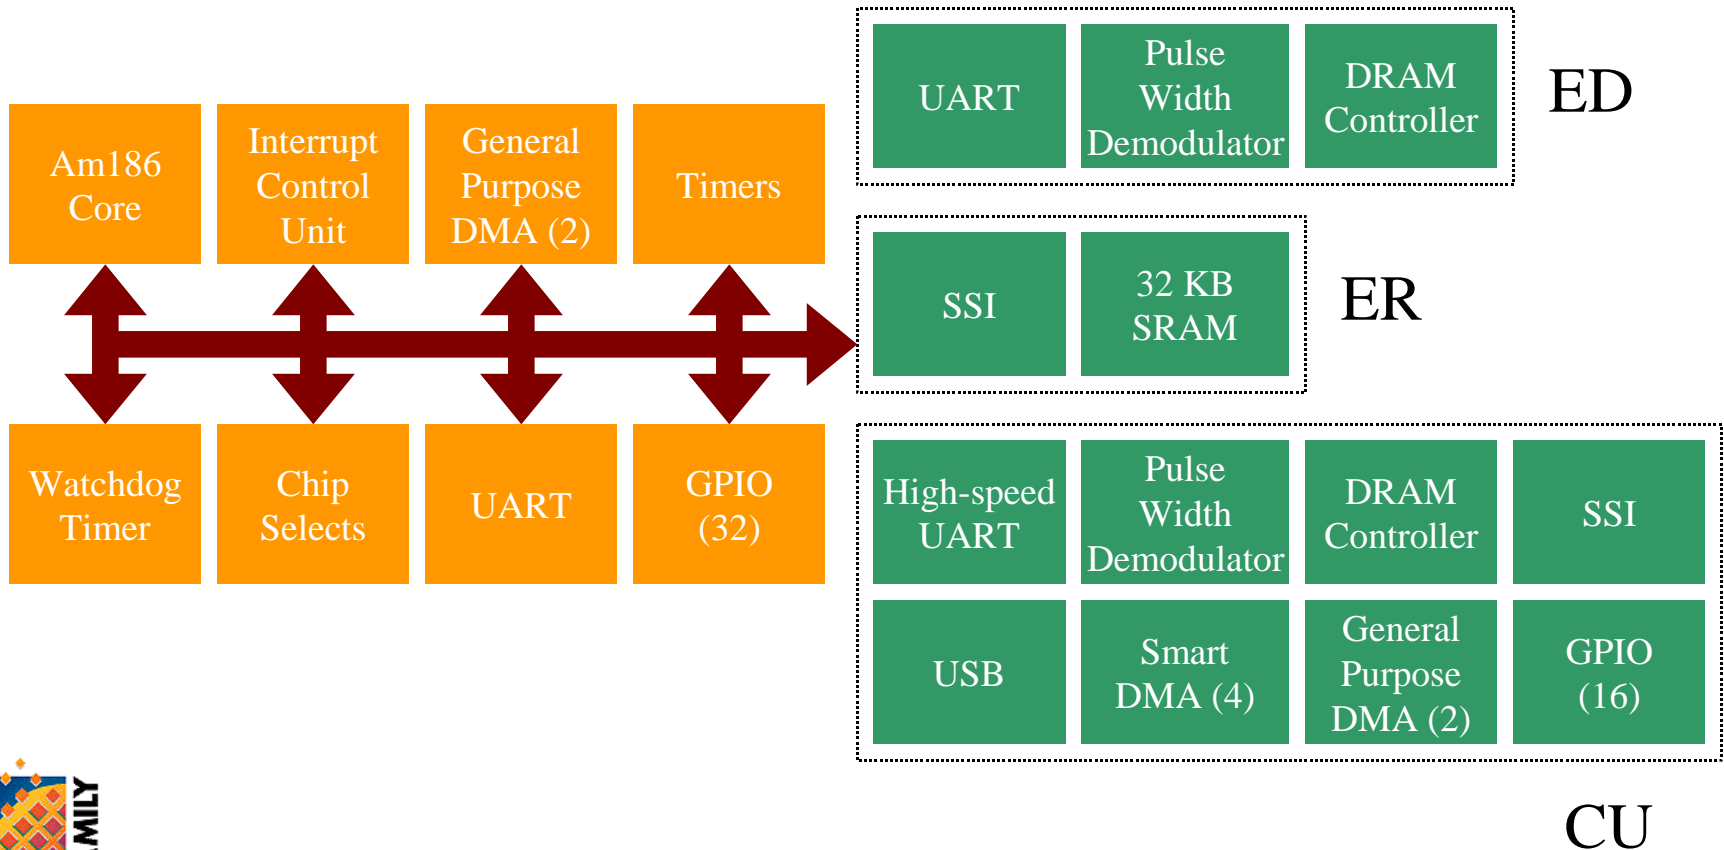 Am186
Core
Interrupt
Control
Unit
General
Purpose
DMA (2)
Timers
Watchdog
Timer
Chip
Selects
UART
GPIO
(32)
UART
Pulse
Width
Demodulator
DRAM
Controller
ED
SSI
32 KB
SRAM
ER
High-speed
UART
Pulse
Width
Demodulator
DRAM
Controller
SSI
USB
Smart
DMA (4)
General
Purpose
DMA (2)
GPIO
(16)
CU